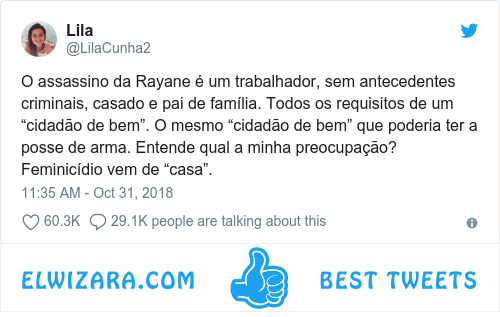 Lila
@LilaCunha2
O assassino da Rayane é um trabalhador, sem antecedentes
criminais, casado e pai de família. Todos os requisitos de um
“cidadão de bem”. O mesmo “cidadão de bem” que poderia ter a
posse de arma. Entende qual a minha preocupação?
Feminicídio vem de “casa”.
11:35 AM - Oct 31, 2018
60.3K 29.1K people are talking about this
ELWIZARA.COM BEST TWEETS